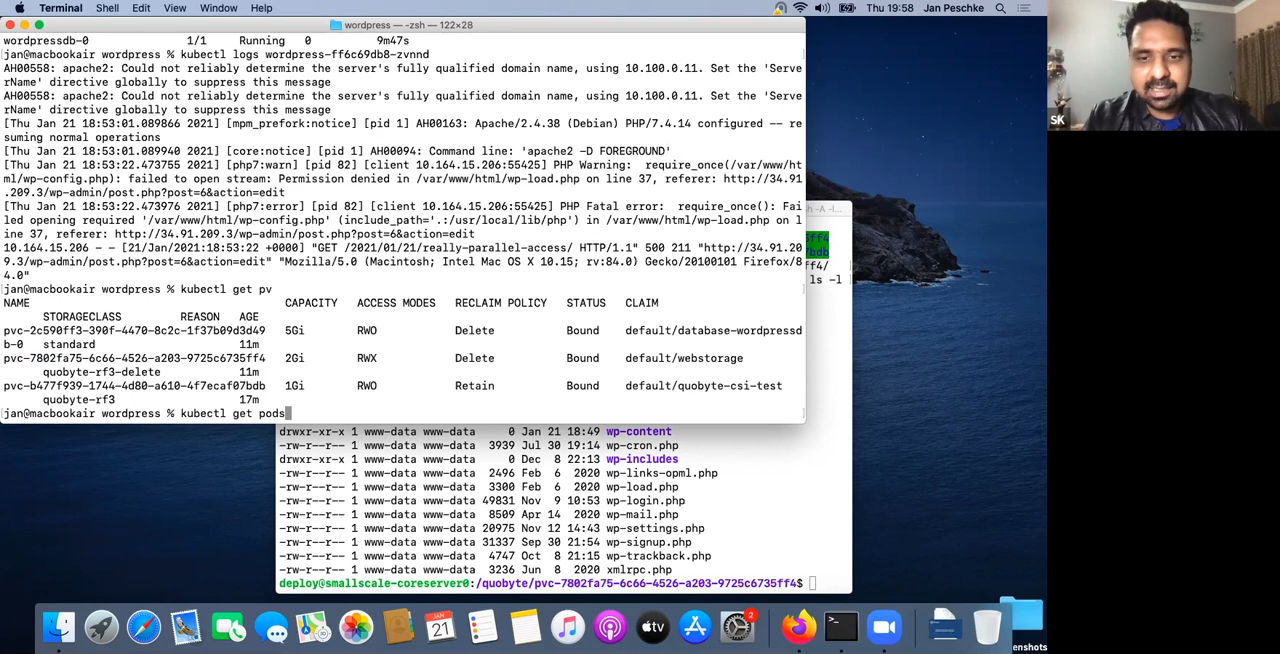 Terminal Shell Edit View Window Help Thu 19:58 Jan Peschke
wordpress — -zsh — 122×28
wordpressdb-0 1/1 Running 0 9m47s
jan@macbookair wordpress % kubectl logs wordpress-ff6c69db8-zvnnd
AH00558: apache2: Could not reliably determine the server's fully qualified domain name, using 10.100.0.11. Set the 'Serve
rName' directive globally to suppress this message
AH00558: apache2: Could not reliably determine the server's fully qualified domain name, using 10.100.0.11. Set the 'Serve
rName' directive globally to suppress this message
[Thu Jan 21 18:53:01.089866 2021] [mpm_prefork:notice] [pid 1] AH00163: Apache/2.4.38 (Debian) PHP/7.4.14 configured -- re
suming normal operations
[Thu Jan 21 18:53:01.089940 2021] [core:notice] [pid 1] AH00094: Command line: 'apache2 -D FOREGROUND'
[Thu Jan 21 18:53:22.473755 2021] [php7:warn] [pid 82] [client 10.164.15.206:55425] PHP Warning:  require_once(/var/www/ht
ml/wp-config.php): failed to open stream: Permission denied in /var/www/html/wp-load.php on line 37, referer: http://34.91
.209.3/wp-admin/post.php?post=6&action=edit
[Thu Jan 21 18:53:22.473976 2021] [php7:error] [pid 82] [client 10.164.15.206:55425] PHP Fatal error:  require_once(): Fai
led opening required '/var/www/html/wp-config.php' (include_path='.:/usr/local/lib/php') in /var/www/html/wp-load.php on l
ine 37, referer: http://34.91.209.3/wp-admin/post.php?post=6&action=edit
10.164.15.206 - - [21/Jan/2021:18:53:22 +0000] "GET /2021/01/21/really-parallel-access/ HTTP/1.1" 500 211 "http://34.91.20
9.3/wp-admin/post.php?post=6&action=edit" "Mozilla/5.0 (Macintosh; Intel Mac OS X 10.15; rv:84.0) Gecko/20100101 Firefox/8
4.0"
jan@macbookair wordpress % kubectl get pv
NAME CAPACITY ACCESS MODES RECLAIM POLICY STATUS CLAIM
STORAGECLASS REASON AGE
pvc-2c590ff3-390f-4470-8c2c-1f37b09d3d49 5Gi RWO Delete Bound default/database-wordpressd
b-0 standard 11m
pvc-7802fa75-6c66-4526-a203-9725c6735ff4 2Gi RWX Delete Bound default/webstorage
quobyte-rf3-delete 11m
pvc-b477f939-1744-4d80-a610-4f7ecaf07bdb 1Gi RWO Retain Bound default/quobyte-csi-test
quobyte-rf3 17m
jan@macbookair wordpress % kubectl get pods
sh -A -l...
5ff4
7bdb
ff4/
ls -l
drwxr-xr-x 1 www-data www-data 0 Jan 21 18:49 wp-content
-rw-r--r-- 1 www-data www-data 3939 Jul 30 19:14 wp-cron.php
drwxr-xr-x 1 www-data www-data 0 Dec 8 22:13 wp-includes
-rw-r--r-- 1 www-data www-data 2496 Feb 6 2020 wp-links-opml.php
-rw-r--r-- 1 www-data www-data 3300 Feb 6 2020 wp-load.php
-rw-r--r-- 1 www-data www-data 49831 Nov 9 10:53 wp-login.php
-rw-r--r-- 1 www-data www-data 8509 Apr 14 2020 wp-mail.php
-rw-r--r-- 1 www-data www-data 20975 Nov 12 14:43 wp-settings.php
-rw-r--r-- 1 www-data www-data 31337 Sep 30 21:54 wp-signup.php
-rw-r--r-- 1 www-data www-data 4747 Oct 8 21:15 wp-trackback.php
-rw-r--r-- 1 www-data www-data 3236 Jun 8 2020 xmlrpc.php
deploy@smallscale-coreserver0:/quobyte/pvc-7802fa75-6c66-4526-a203-9725c6735ff4$
SK
JAN
21
tv
2
>_
enshots